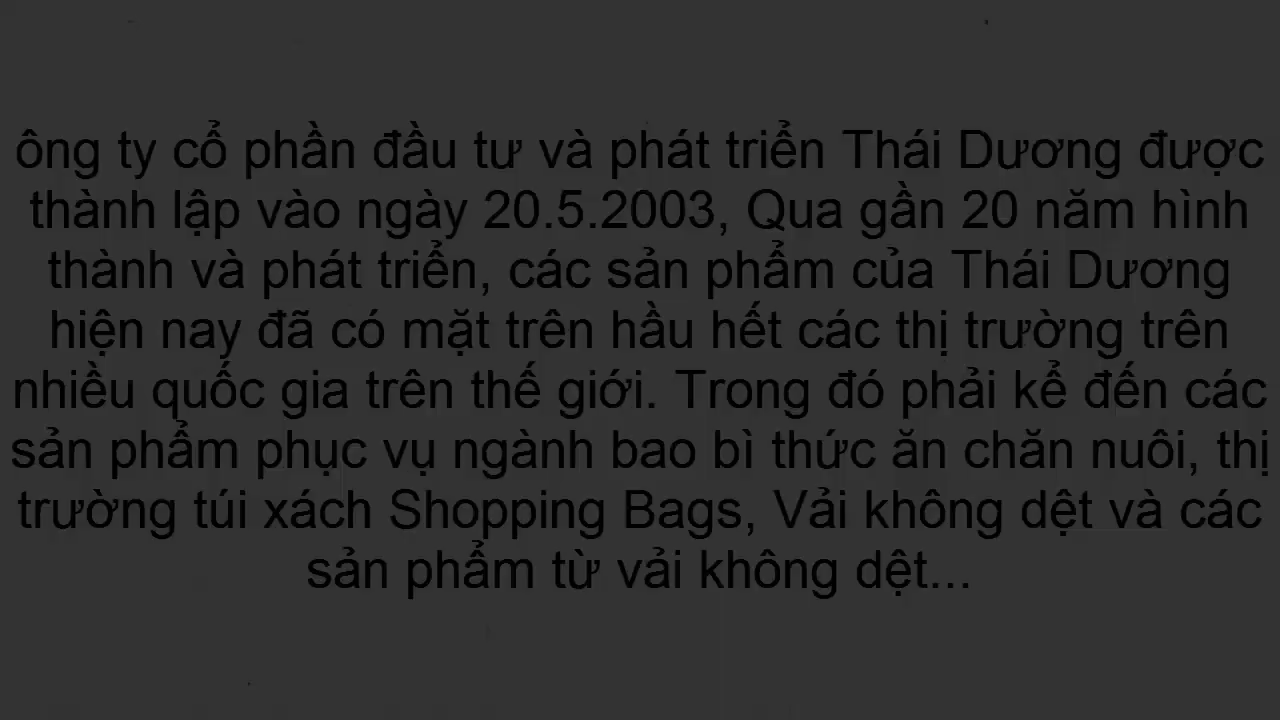 ông ty cổ phần đầu tư và phát triển Thái Dương được
thành lập vào ngày 20.5.2003, Qua gần 20 năm hình
thành và phát triển, các sản phẩm của Thái Dương
hiện nay đã có mặt trên hầu hết các thị trường trên
nhiều quốc gia trên thế giới. Trong đó phải kể đến các
sản phẩm phục vụ ngành bao bì thức ăn chăn nuôi, thị
trường túi xách Shopping Bags, Vải không dệt và các
sản phẩm từ vải không dệt...